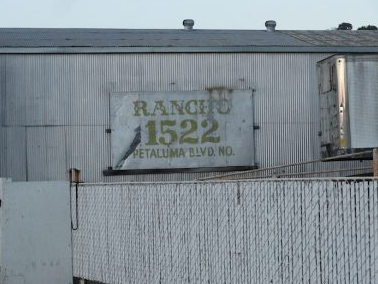 RANCHO
1522
PETALUMA BLVD. NO.